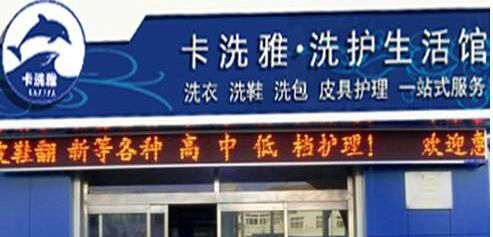 卡洗雅·洗护生活馆
卡洗雅
洗衣 洗鞋 洗包 皮具护理 一站式服务
皮鞋翻新等各种高中低档护理！ 欢迎惠